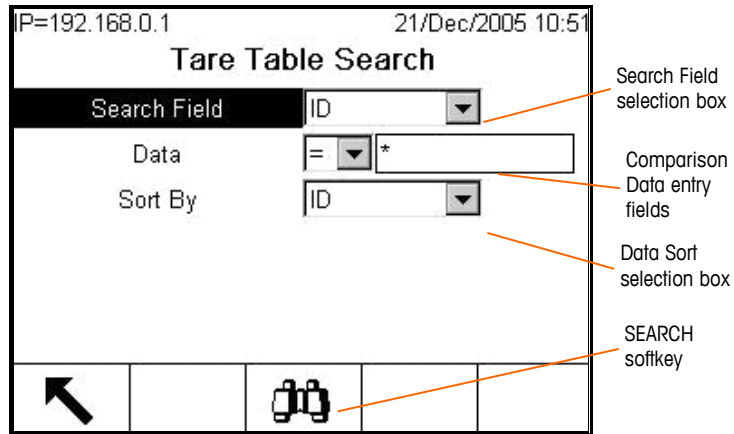 IP=192.168.0.1 21/Dec/2005 10:51
Tare Table Search
Search Field ID
Data = *
Sort By ID
Search Field
selection box
Comparison
Data entry
fields
Data Sort
selection box
SEARCH
softkey